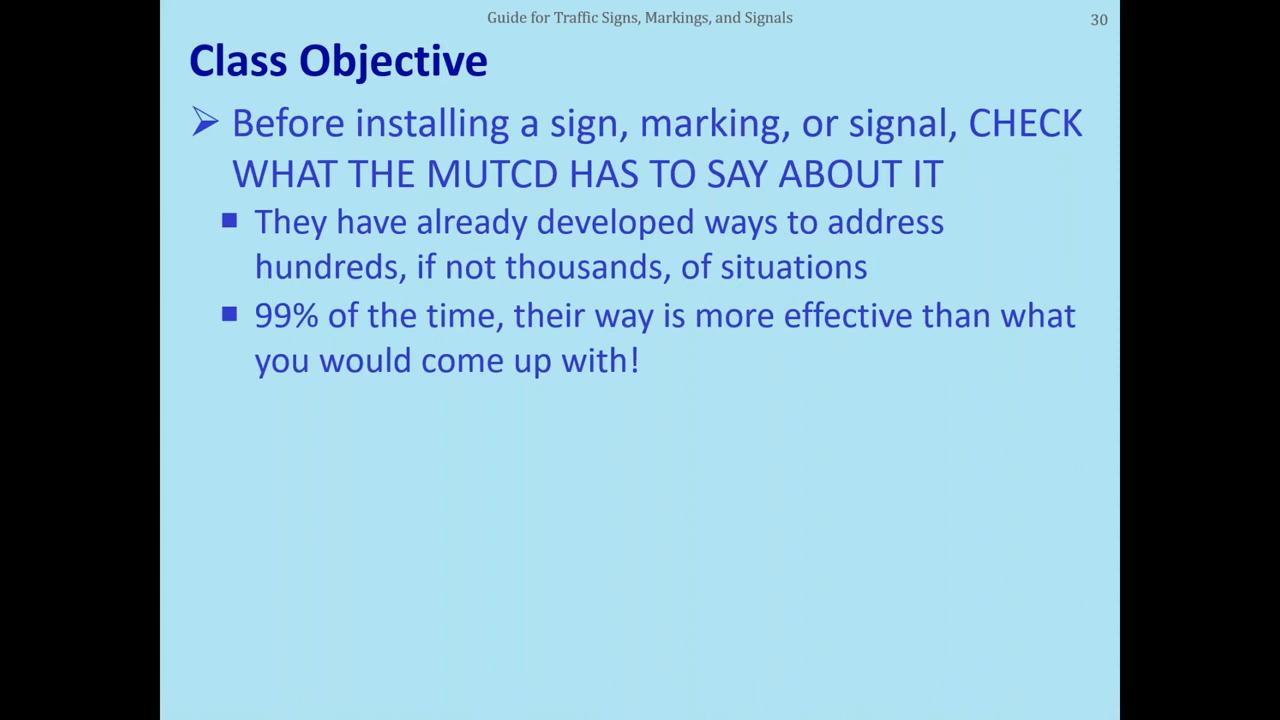 Guide for Traffic Signs, Markings, and Signals
30
Class Objective
➢ Before installing a sign, marking, or signal, CHECK
WHAT THE MUTCD HAS TO SAY ABOUT IT
▪ They have already developed ways to address
hundreds, if not thousands, of situations
▪ 99% of the time, their way is more effective than what
you would come up with!